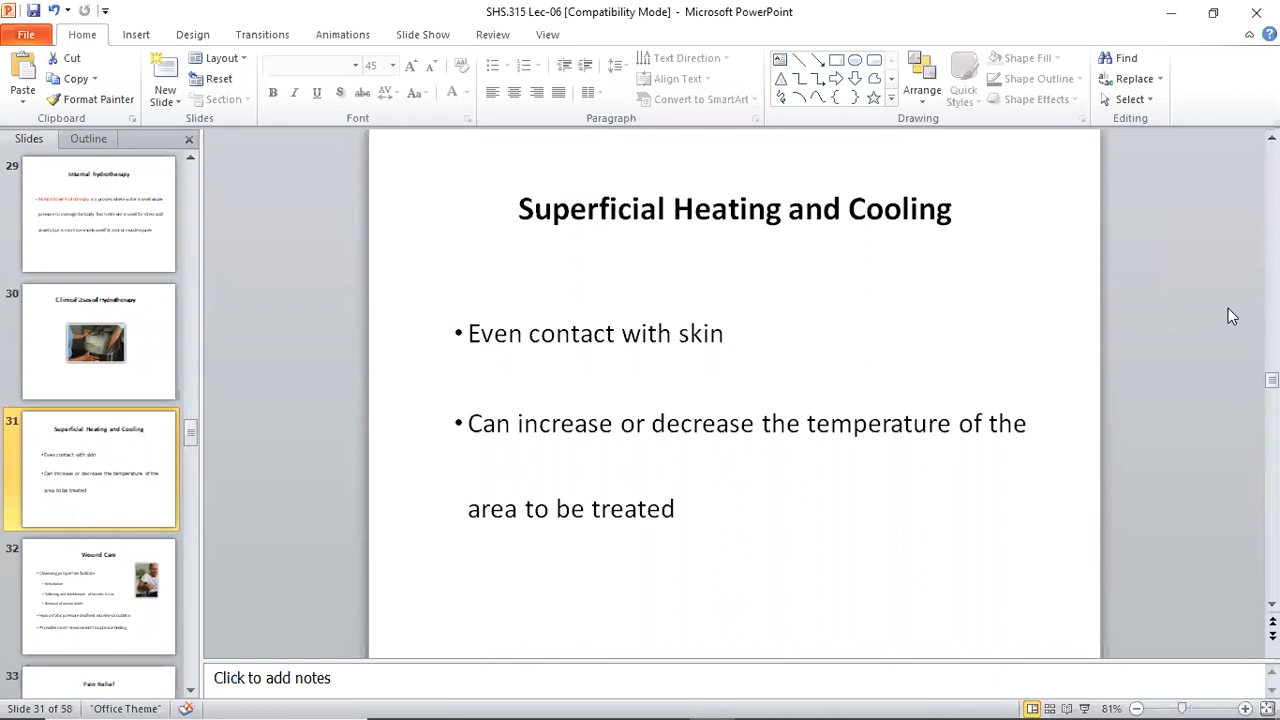 SHS.315 Lec-06 [Compatibility Mode] - Microsoft PowerPoint
File Home Insert Design Transitions Animations Slide Show Review View
Paste
Cut
Copy
Format Painter
Clipboard
New Slide
Layout
Reset
Section
Slides
45
B I U S abc AV Aa A
Font
Text Direction
Align Text
Convert to SmartArt
Paragraph
Arrange
Quick Styles
Shape Fill
Shape Outline
Shape Effects
Drawing
Find
Replace
Select
Editing
Slides Outline
29
Internal hydrotherapy
30
Clinical Uses of Hydrotherapy
31
Superficial Heating and Cooling
• Even contact with skin
• Can increase or decrease the temperature of the
area to be treated
32
Wound Care
33
Pain Relief
Superficial Heating and Cooling
• Even contact with skin
• Can increase or decrease the temperature of the
area to be treated
Click to add notes
Slide 31 of 58 "Office Theme" 81%